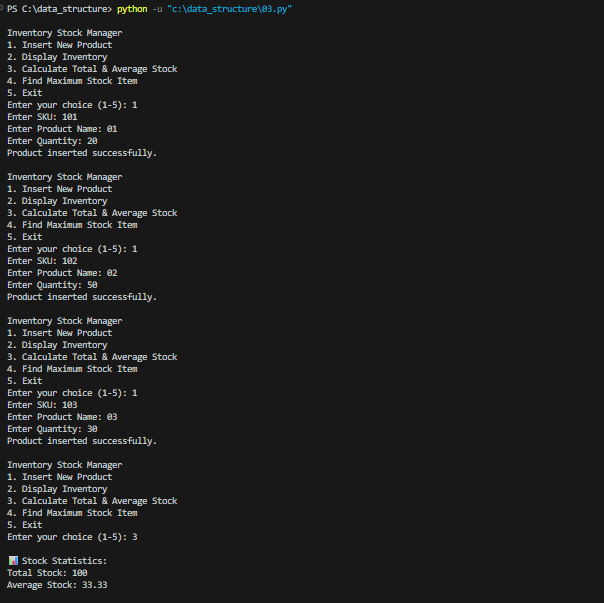 PS C:\data_structure> python -u "c:\data_structure\03.py"
Inventory Stock Manager
1. Insert New Product
2. Display Inventory
3. Calculate Total & Average Stock
4. Find Maximum Stock Item
5. Exit
Enter your choice (1-5): 1
Enter SKU: 101
Enter Product Name: 01
Enter Quantity: 20
Product inserted successfully.
Inventory Stock Manager
1. Insert New Product
2. Display Inventory
3. Calculate Total & Average Stock
4. Find Maximum Stock Item
5. Exit
Enter your choice (1-5): 1
Enter SKU: 102
Enter Product Name: 02
Enter Quantity: 50
Product inserted successfully.
Inventory Stock Manager
1. Insert New Product
2. Display Inventory
3. Calculate Total & Average Stock
4. Find Maximum Stock Item
5. Exit
Enter your choice (1-5): 1
Enter SKU: 103
Enter Product Name: 03
Enter Quantity: 30
Product inserted successfully.
Inventory Stock Manager
1. Insert New Product
2. Display Inventory
3. Calculate Total & Average Stock
4. Find Maximum Stock Item
5. Exit
Enter your choice (1-5): 3
📊 Stock Statistics:
Total Stock: 100
Average Stock: 33.33